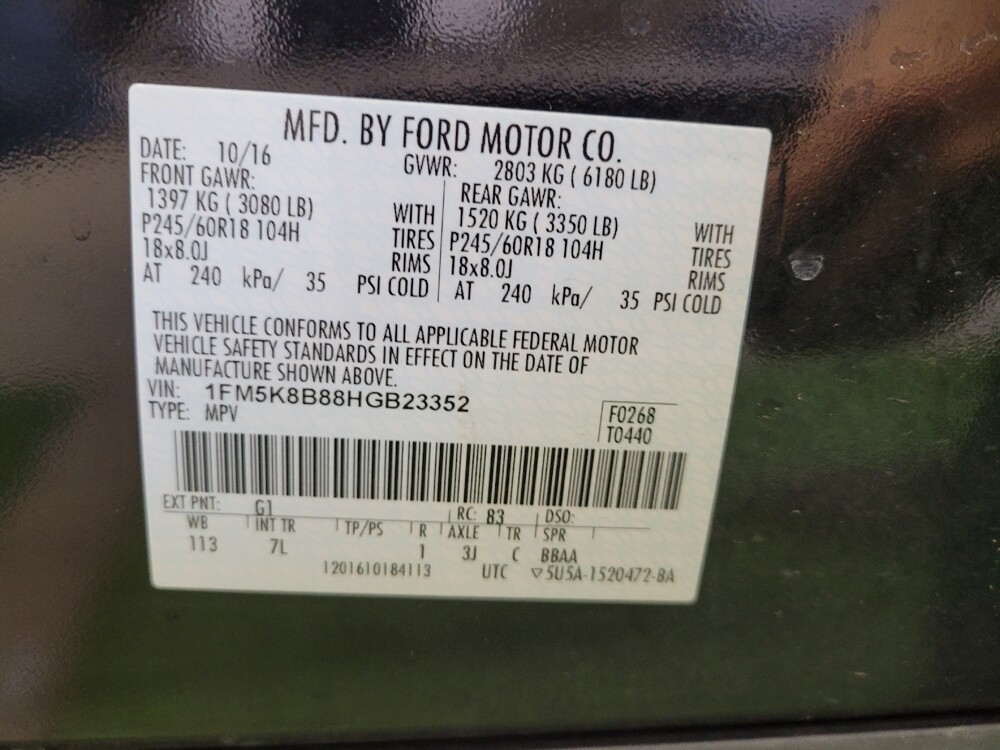 MFD. BY FORD MOTOR CO.
DATE: 10/16 GVWR: 2803 KG ( 6180 LB)
FRONT GAWR: REAR GAWR:
1397 KG ( 3080 LB) WITH 1520 KG ( 3350 LB) WITH
P245/60R18 104H TIRES P245/60R18 104H TIRES
18x8.0J RIMS 18x8.0J RIMS
AT 240 kPa/ 35 PSI COLD AT 240 kPa/ 35 PSI COLD
THIS VEHICLE CONFORMS TO ALL APPLICABLE FEDERAL MOTOR
VEHICLE SAFETY STANDARDS IN EFFECT ON THE DATE OF
MANUFACTURE SHOWN ABOVE.
VIN: 1FM5K8B88HGB23352
TYPE: MPV F0268
T0440
EXT PNT: G1 RC: 83 DSO:
WB INT TR TP/PS R AXLE TR SPR
113 7L 1 3J C BBAA
1201610184113 UTC ▽5U5A-1520472-BA